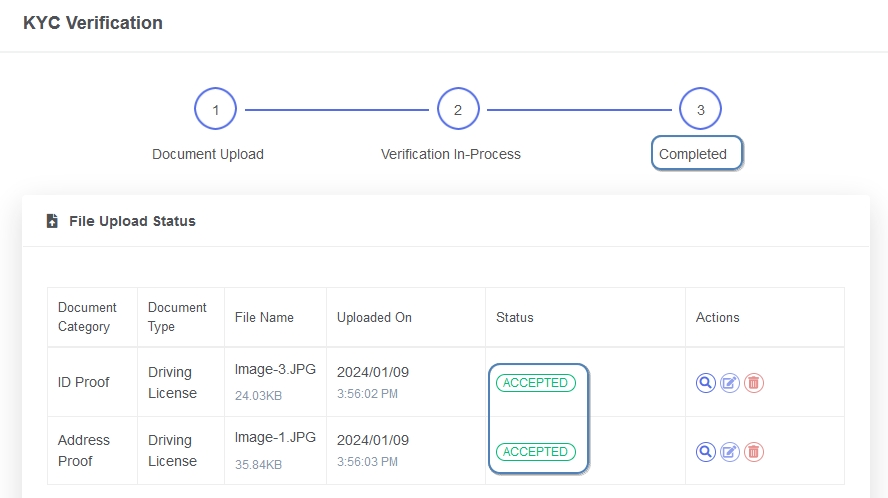 KYC Verification
1
2
3
Document Upload
Verification In-Process
Completed
File Upload Status
Document
Category
Document
Type
File Name
Uploaded On
Status
Actions
ID Proof
Driving
License
Image-3.JPG
24.03KB
2024/01/09
3:56:02 PM
ACCEPTED
Address
Proof
Driving
License
Image-1.JPG
35.84KB
2024/01/09
3:56:03 PM
ACCEPTED